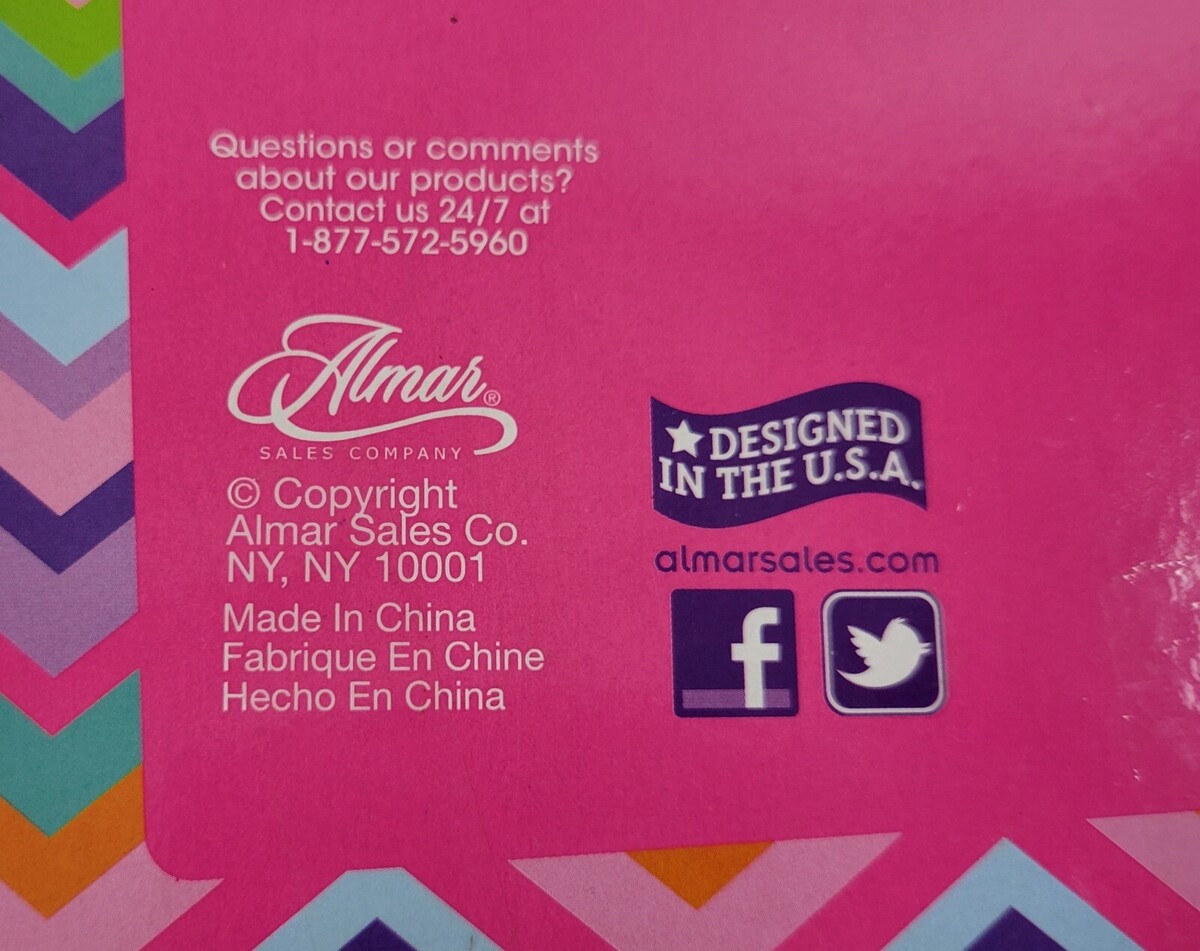 Questions or comments
about our products?
Contact us 24/7 at
1-877-572-5960
Almar®
SALES COMPANY
© Copyright
Almar Sales Co.
NY, NY 10001
Made In China
Fabrique En Chine
Hecho En China
★ DESIGNED
IN THE U.S.A.
almarsales.com
f